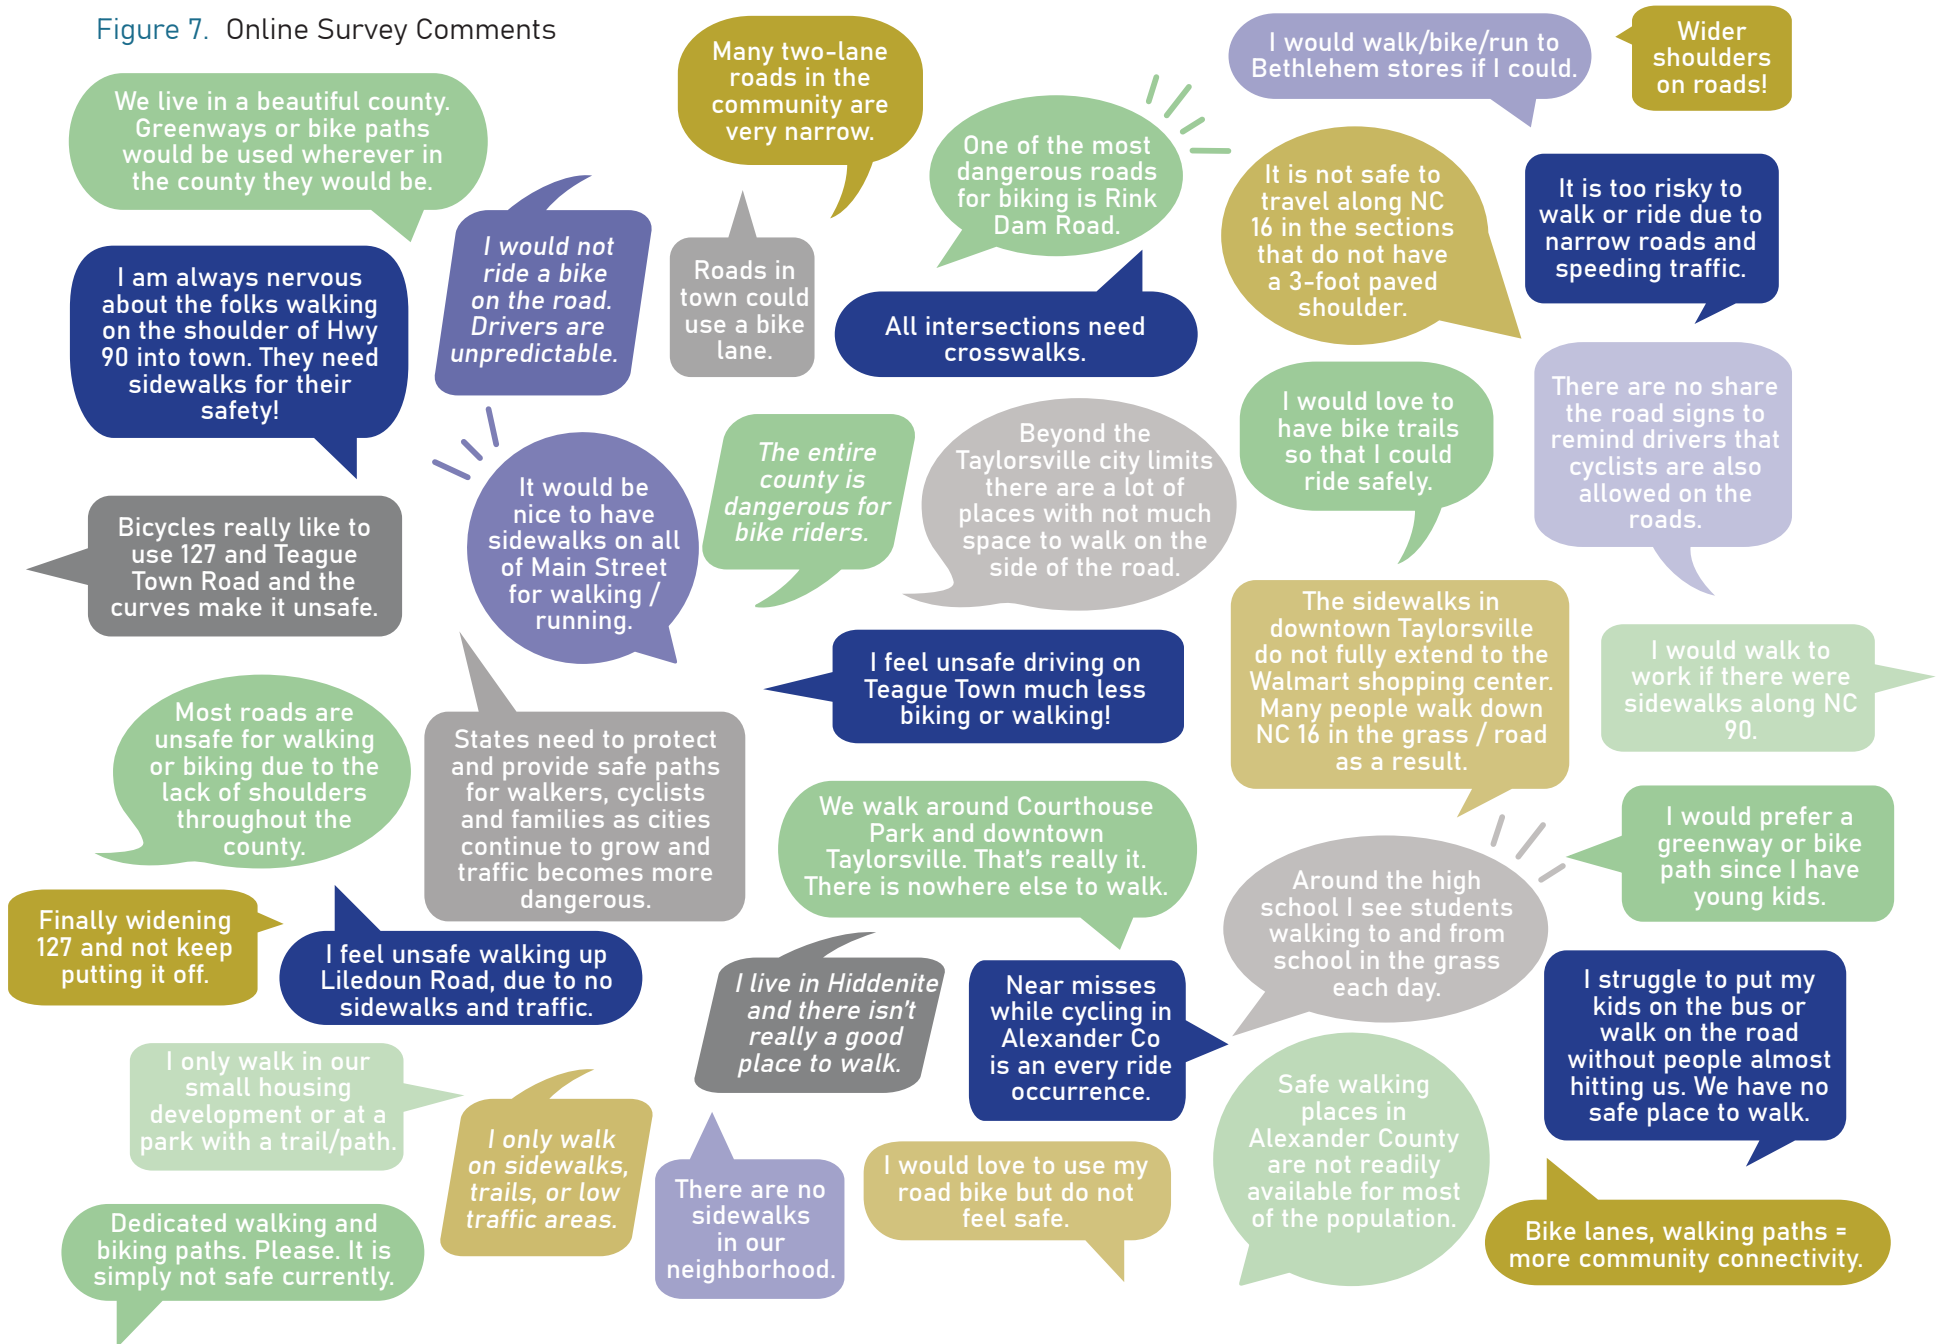 Figure 7. Online Survey Comments
We live in a beautiful county.
Greenways or bike paths
would be used wherever in
the county they would be.
Many two-lane
roads in the
community are
very narrow.
I would walk/bike/run to
Bethlehem stores if I could.
Wider
shoulders
on roads!
One of the most
dangerous roads
for biking is Rink
Dam Road.
It is not safe to
travel along NC
16 in the sections
that do not have
a 3-foot paved
shoulder.
It is too risky to
walk or ride due to
narrow roads and
speeding traffic.
I am always nervous
about the folks walking
on the shoulder of Hwy
90 into town. They need
sidewalks for their
safety!
I would not
ride a bike
on the road.
Drivers are
unpredictable.
Roads in
town could
use a bike
lane.
All intersections need
crosswalks.
I would love to
have bike trails
so that I could
ride safely.
There are no share
the road signs to
remind drivers that
cyclists are also
allowed on the
roads.
Bicycles really like to
use 127 and Teague
Town Road and the
curves make it unsafe.
It would be
nice to have
sidewalks on all
of Main Street
for walking /
running.
The entire
county is
dangerous for
bike riders.
Beyond the
Taylorsville city limits
there are a lot of
places with not much
space to walk on the
side of the road.
The sidewalks in
downtown Taylorsville
do not fully extend to the
Walmart shopping center.
Many people walk down
NC 16 in the grass / road
as a result.
I would walk to
work if there were
sidewalks along NC
90.
I feel unsafe driving on
Teague Town much less
biking or walking!
Most roads are
unsafe for walking
or biking due to the
lack of shoulders
throughout the
county.
States need to protect
and provide safe paths
for walkers, cyclists
and families as cities
continue to grow and
traffic becomes more
dangerous.
We walk around Courthouse
Park and downtown
Taylorsville. That's really it.
There is nowhere else to walk.
I would prefer a
greenway or bike
path since I have
young kids.
Around the high
school I see students
walking to and from
school in the grass
each day.
Finally widening
127 and not keep
putting it off.
I feel unsafe walking up
Liledoun Road, due to no
sidewalks and traffic.
I live in Hiddenite
and there isn't
really a good
place to walk.
Near misses
while cycling in
Alexander Co
is an every ride
occurrence.
I struggle to put my
kids on the bus or
walk on the road
without people almost
hitting us. We have no
safe place to walk.
I only walk in our
small housing
development or at a
park with a trail/path.
I only walk
on sidewalks,
trails, or low
traffic areas.
There are no
sidewalks
in our
neighborhood.
I would love to use my
road bike but do not
feel safe.
Safe walking
places in
Alexander County
are not readily
available for most
of the population.
Dedicated walking and
biking paths. Please. It is
simply not safe currently.
Bike lanes, walking paths =
more community connectivity.